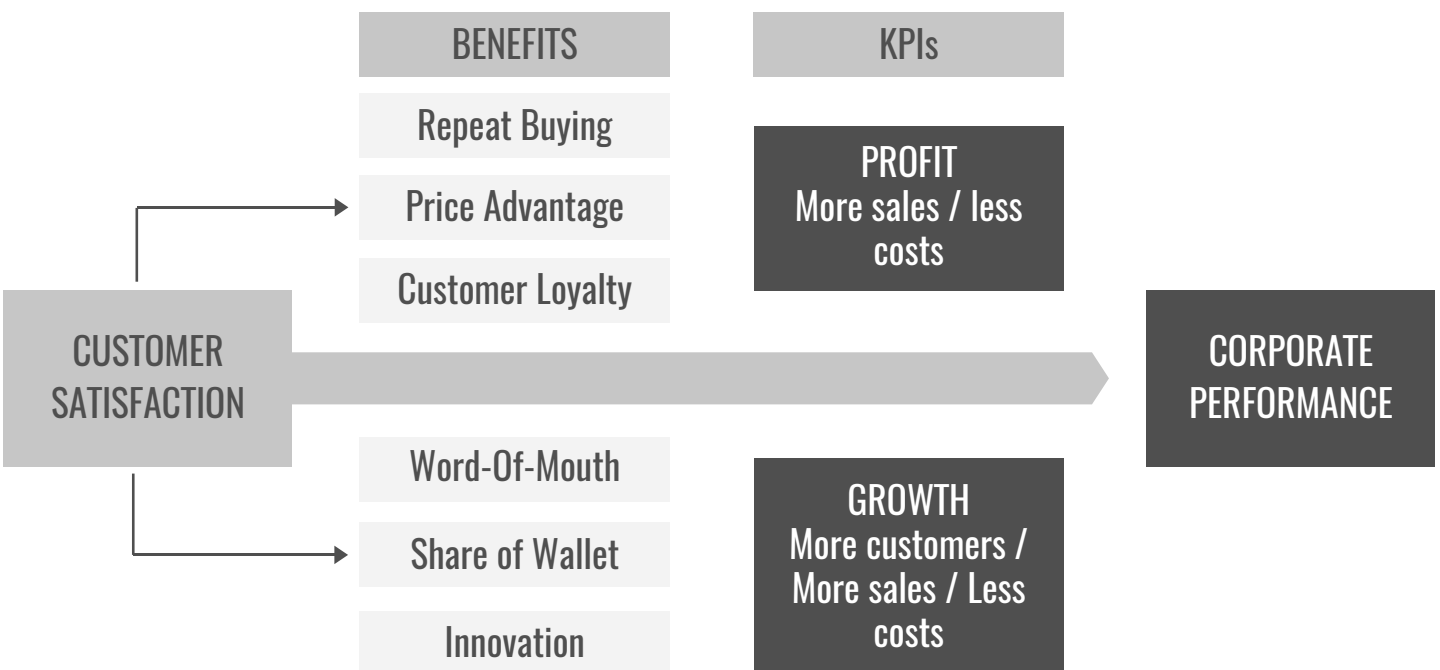 BENEFITS
KPIs
Repeat Buying
Price Advantage
Customer Loyalty
PROFIT
More sales / less
costs
CUSTOMER
SATISFACTION
CORPORATE
PERFORMANCE
Word-Of-Mouth
Share of Wallet
Innovation
GROWTH
More customers /
More sales / Less
costs